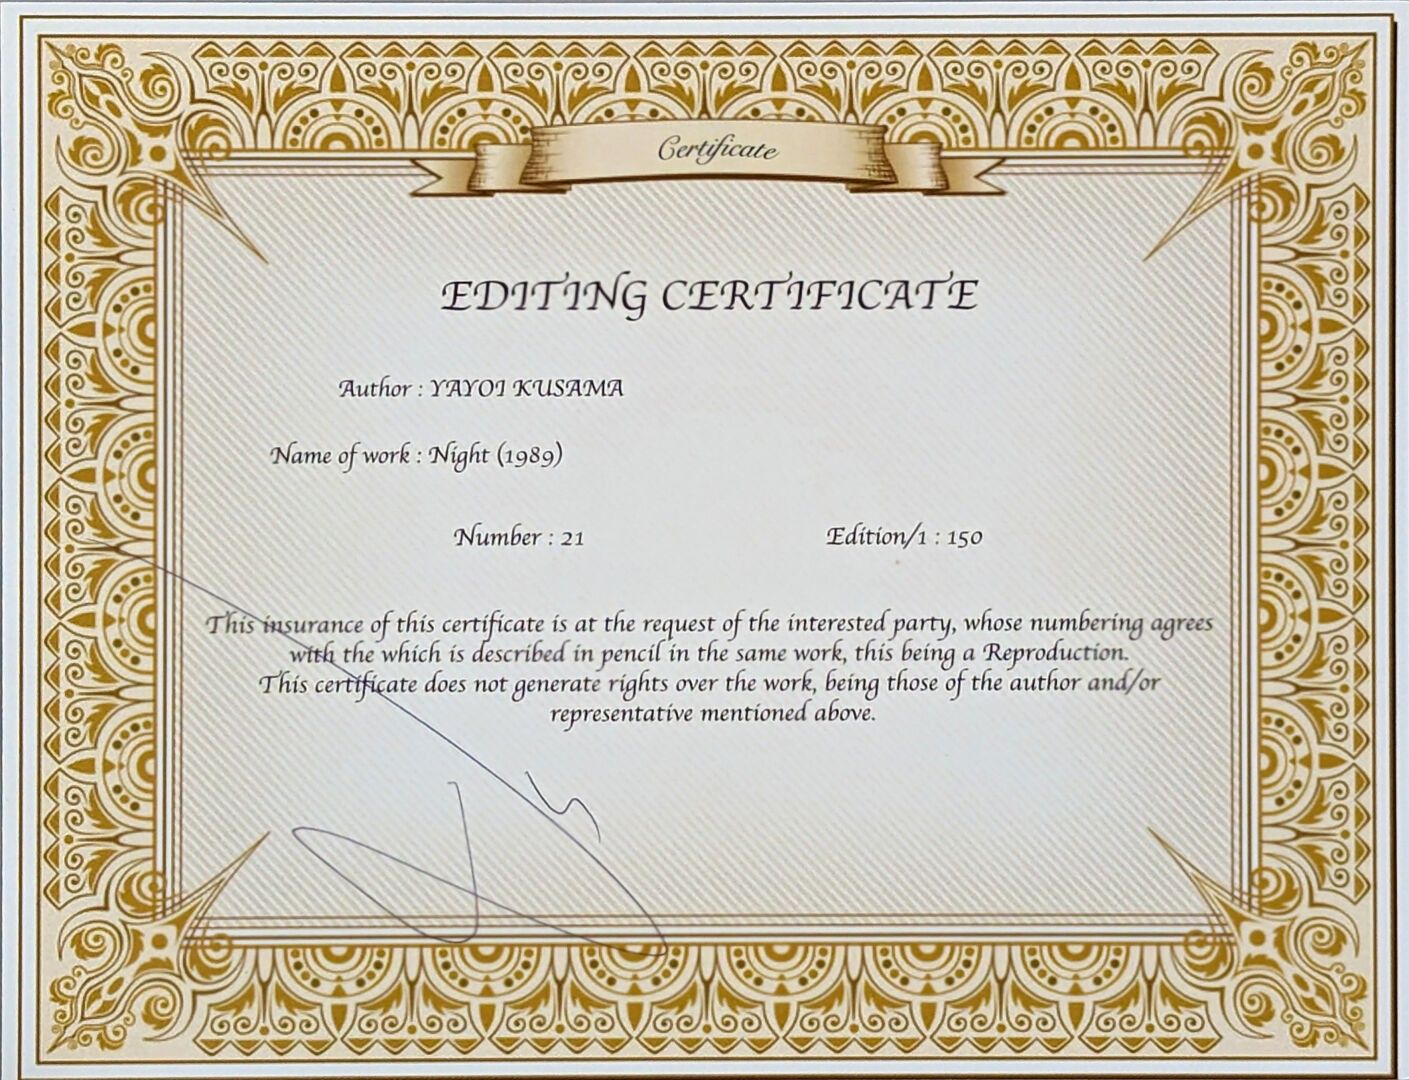 Certificate
EDITING CERTIFICATE
Author : YAYOI KUSAMA
Name of work : Night (1989)
Number : 21 Edition/1 : 150
This insurance of this certificate is at the request of the interested party, whose numbering agrees
with the which is described in pencil in the same work, this being a Reproduction.
This certificate does not generate rights over the work, being those of the author and/or
representative mentioned above.